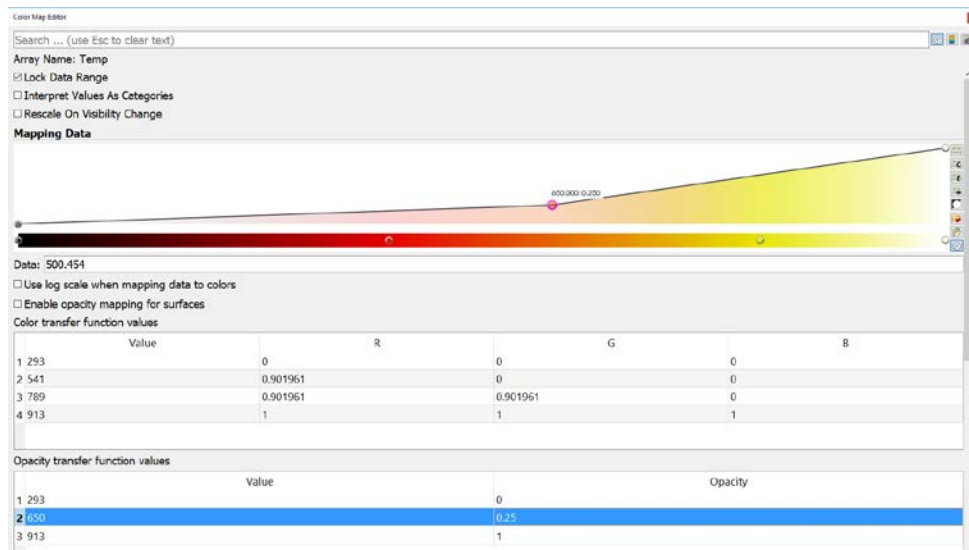 Color Map Editor
Search ... (use Esc to clear text)
Array Name: Temp
Lock Data Range
Interpret Values As Categories
Rescale On Visibility Change
Mapping Data
Data: 500.454
Use log scale when mapping data to colors
Enable opacity mapping for surfaces
Color transfer function values
Value R G B
1 293 0 0 0
2 541 0.901961 0 0
3 789 0.901961 0.901961 0
4 913 1 1 1
Opacity transfer function values
Value Opacity
1 293 0
2 650 0.25
3 913 1